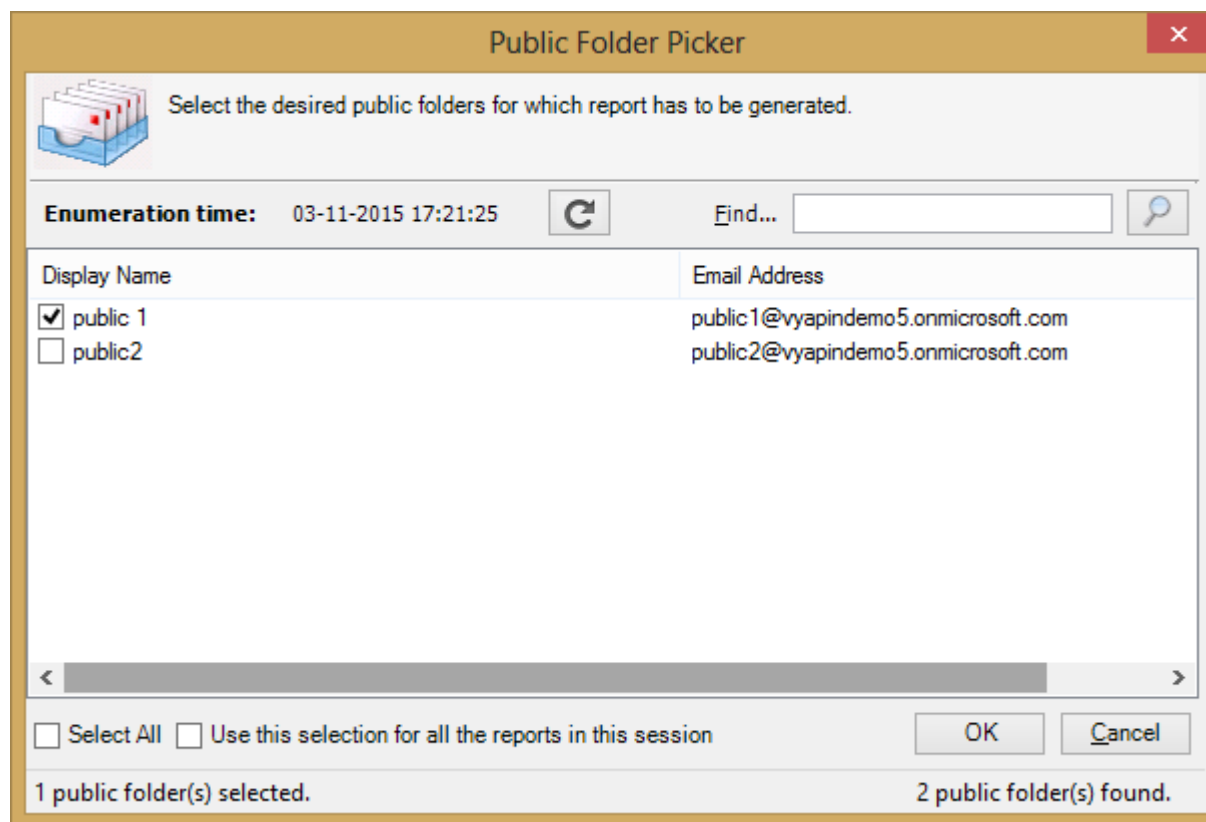 Public Folder Picker
Select the desired public folders for which report has to be generated.
Enumeration time: 03-11-2015 17:21:25 Find...
Display Name Email Address
public 1 public1@vyapindemo5.onmicrosoft.com
public2 public2@vyapindemo5.onmicrosoft.com
Select All Use this selection for all the reports in this session OK Cancel
1 public folder(s) selected. 2 public folder(s) found.